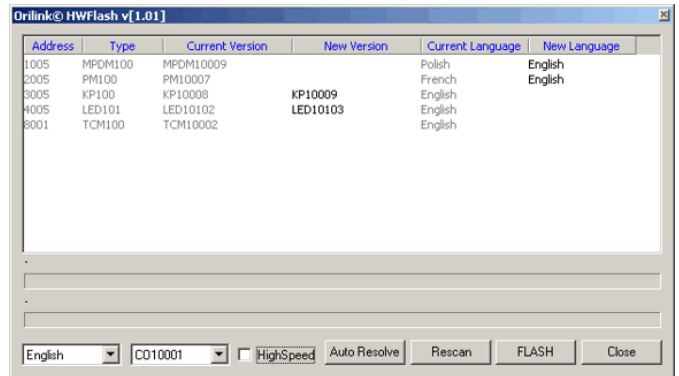 Orilink© HWFlash v[1.01]
Address Type Current Version New Version Current Language New Language
1005 MPDM100 MPDM10009 Polish English
2005 PM100 PM10007 French English
3005 KP100 KP10008 KP10009 English
4005 LED101 LED10102 LED10103 English
8001 TCM100 TCM10002 English
-
-
English CO10001 HighSpeed Auto Resolve Rescan FLASH Close